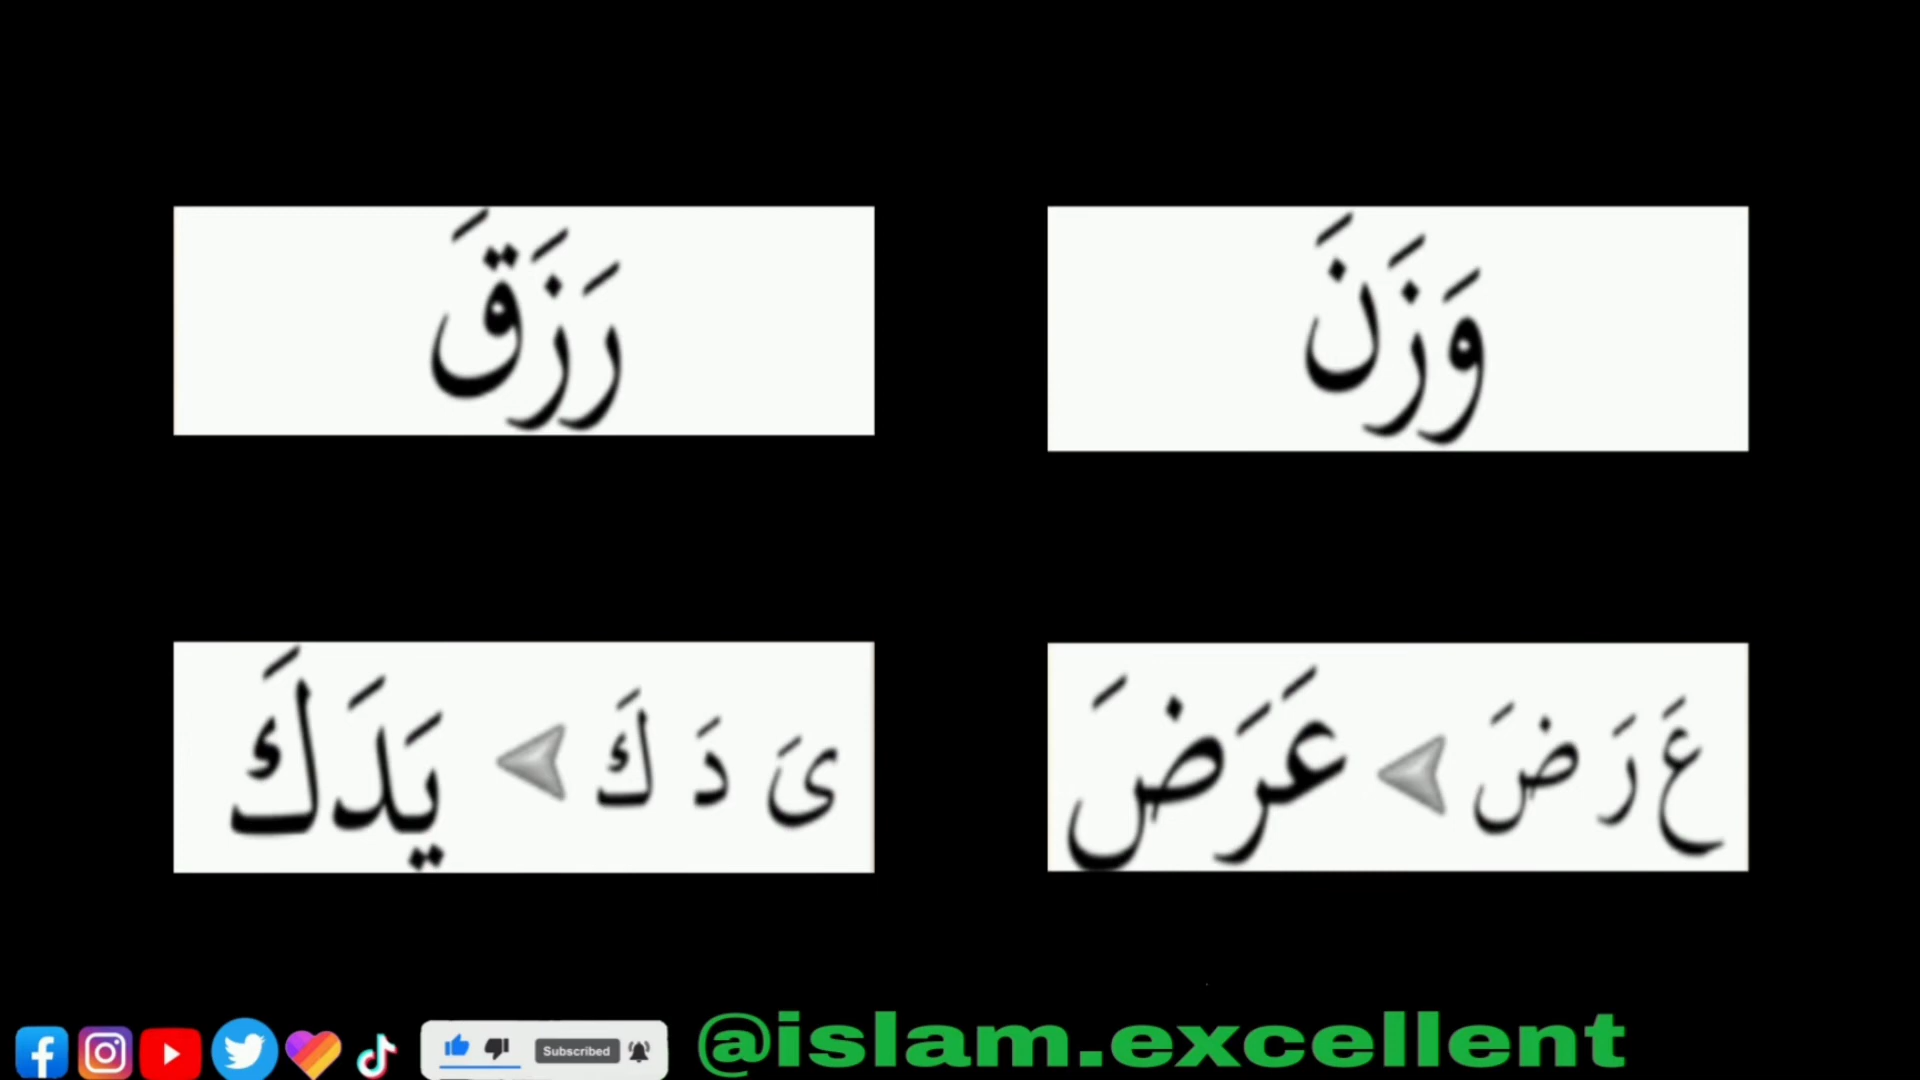 وَزَنَ
رَزَقَ
عَ رَ ضَ عَرَضَ
ىَ دَ كَ يَدَكَ
Subscribed
@islam.excellent